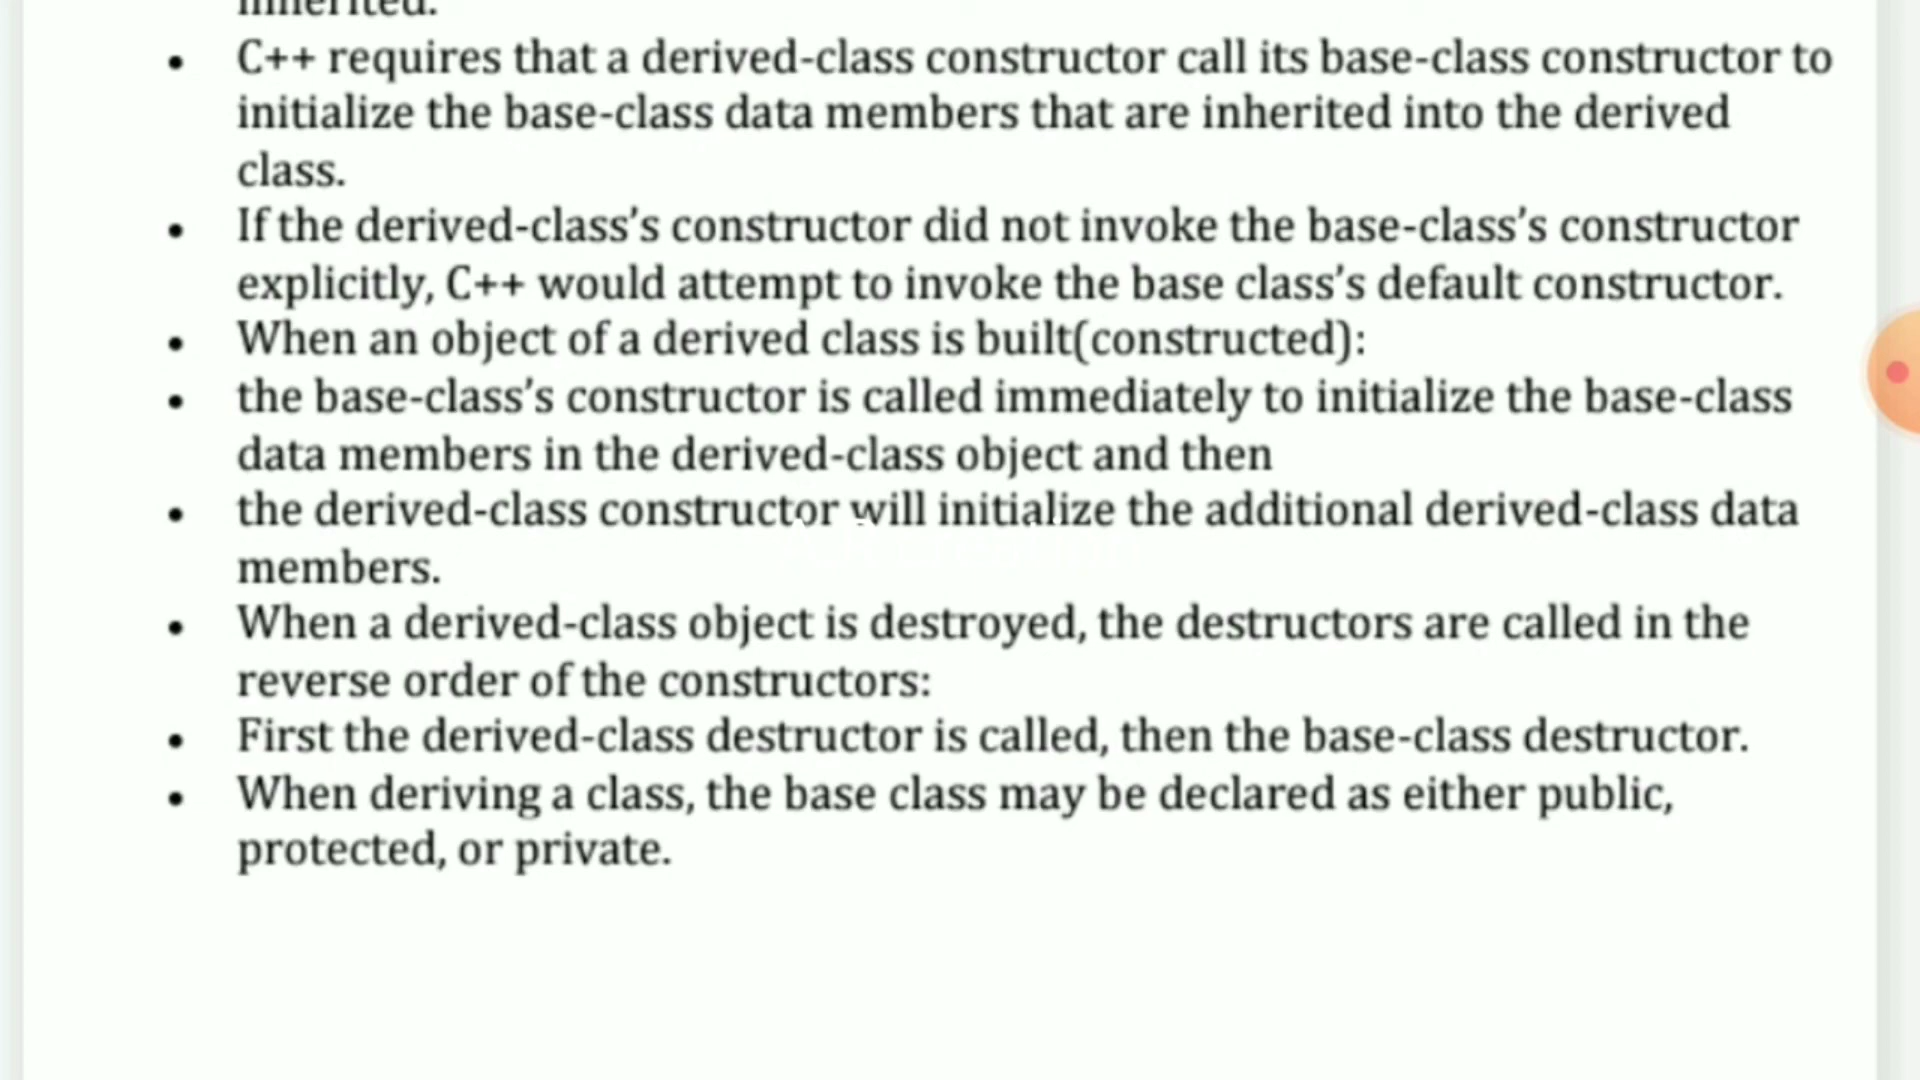 inherited.
• C++ requires that a derived-class constructor call its base-class constructor to
initialize the base-class data members that are inherited into the derived
class.
• If the derived-class’s constructor did not invoke the base-class’s constructor
explicitly, C++ would attempt to invoke the base class’s default constructor.
• When an object of a derived class is built(constructed):
• the base-class’s constructor is called immediately to initialize the base-class
data members in the derived-class object and then
• the derived-class constructor will initialize the additional derived-class data
members.
• When a derived-class object is destroyed, the destructors are called in the
reverse order of the constructors:
• First the derived-class destructor is called, then the base-class destructor.
• When deriving a class, the base class may be declared as either public,
protected, or private.